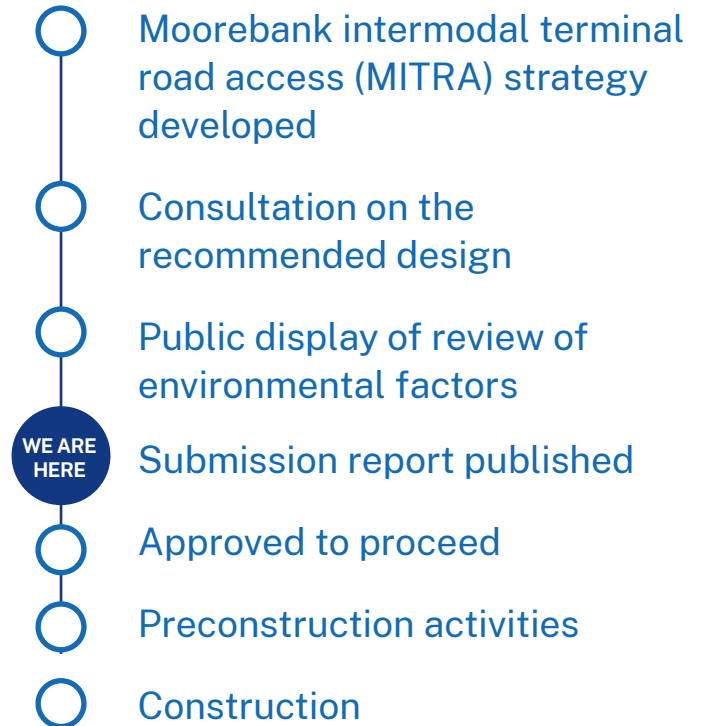 Moorebank intermodal terminal
road access (MITRA) strategy
developed
Consultation on the
recommended design
Public display of review of
environmental factors
WE ARE
HERE
Submission report published
Approved to proceed
Preconstruction activities
Construction